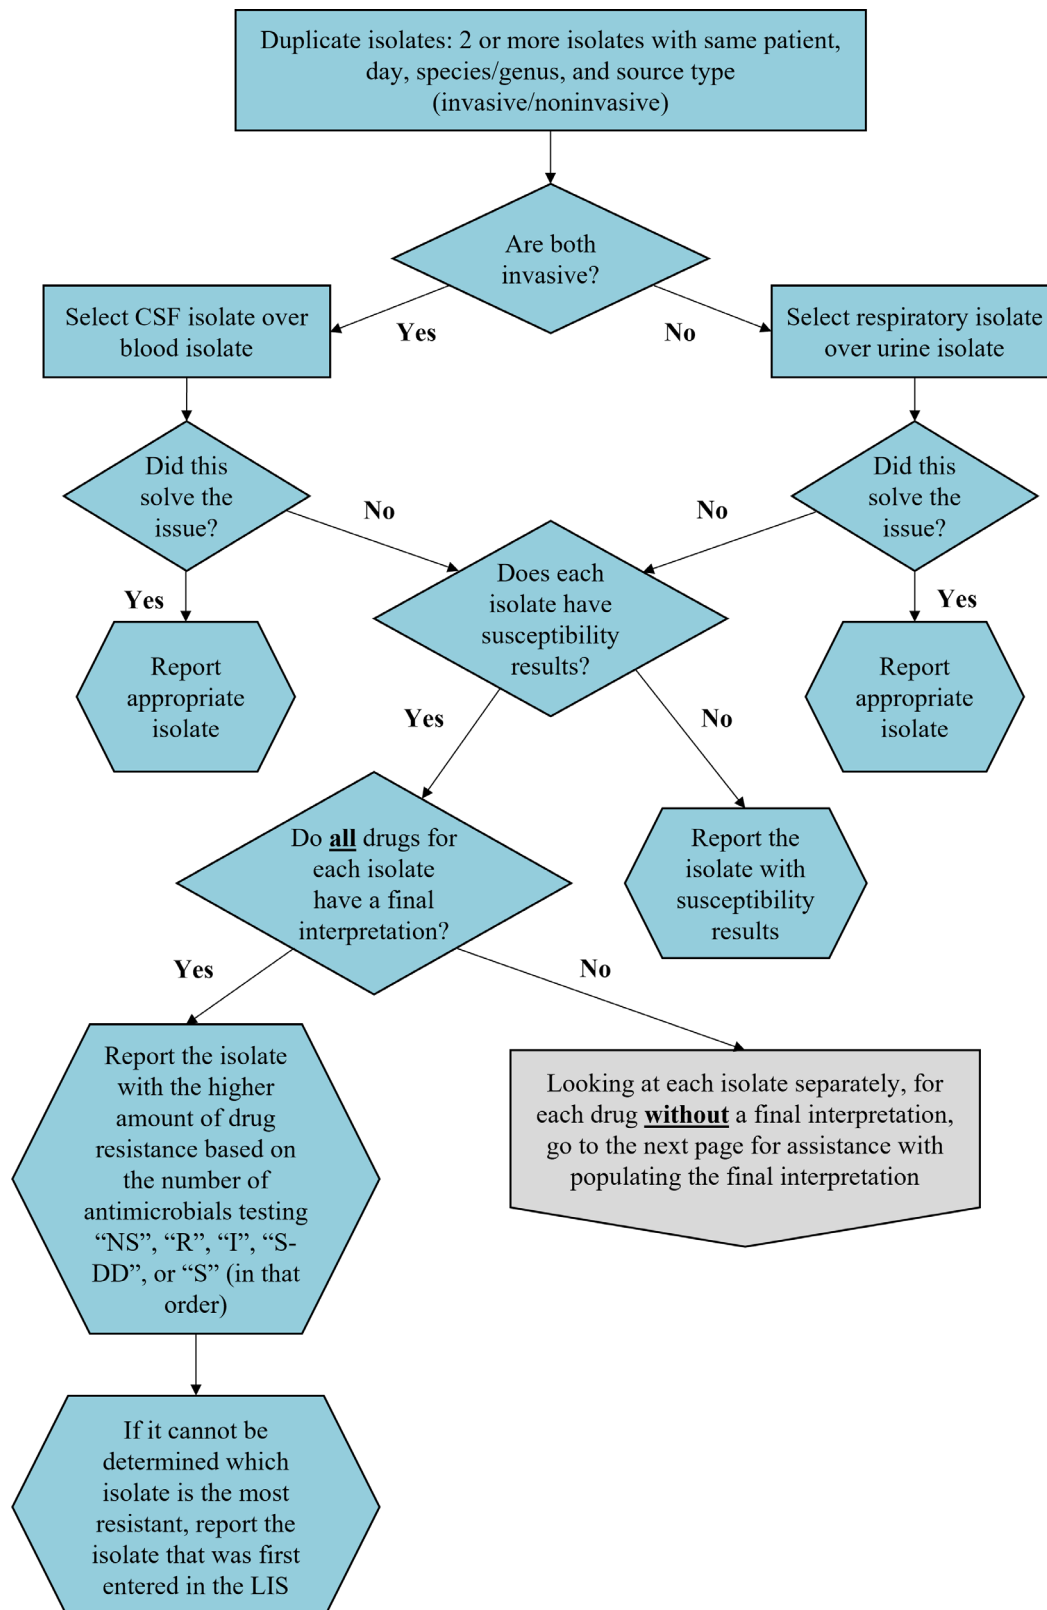 Duplicate isolates: 2 or more isolates with same patient,
day, species/genus, and source type
(invasive/noninvasive)
Are both
invasive?
Yes
No
Select CSF isolate over
blood isolate
Select respiratory isolate
over urine isolate
Did this
solve the
issue?
Did this
solve the
issue?
No
No
Yes
Yes
Does each
isolate have
susceptibility
results?
Report
appropriate
isolate
Report
appropriate
isolate
Yes
No
Do all drugs for
each isolate
have a final
interpretation?
Report the
isolate with
susceptibility
results
Yes
No
Report the isolate
with the higher
amount of drug
resistance based on
the number of
antimicrobials testing
“NS”, “R”, “I”, “S-
DD”, or “S” (in that
order)
Looking at each isolate separately, for
each drug without a final interpretation,
go to the next page for assistance with
populating the final interpretation
If it cannot be
determined which
isolate is the most
resistant, report the
isolate that was first
entered in the LIS